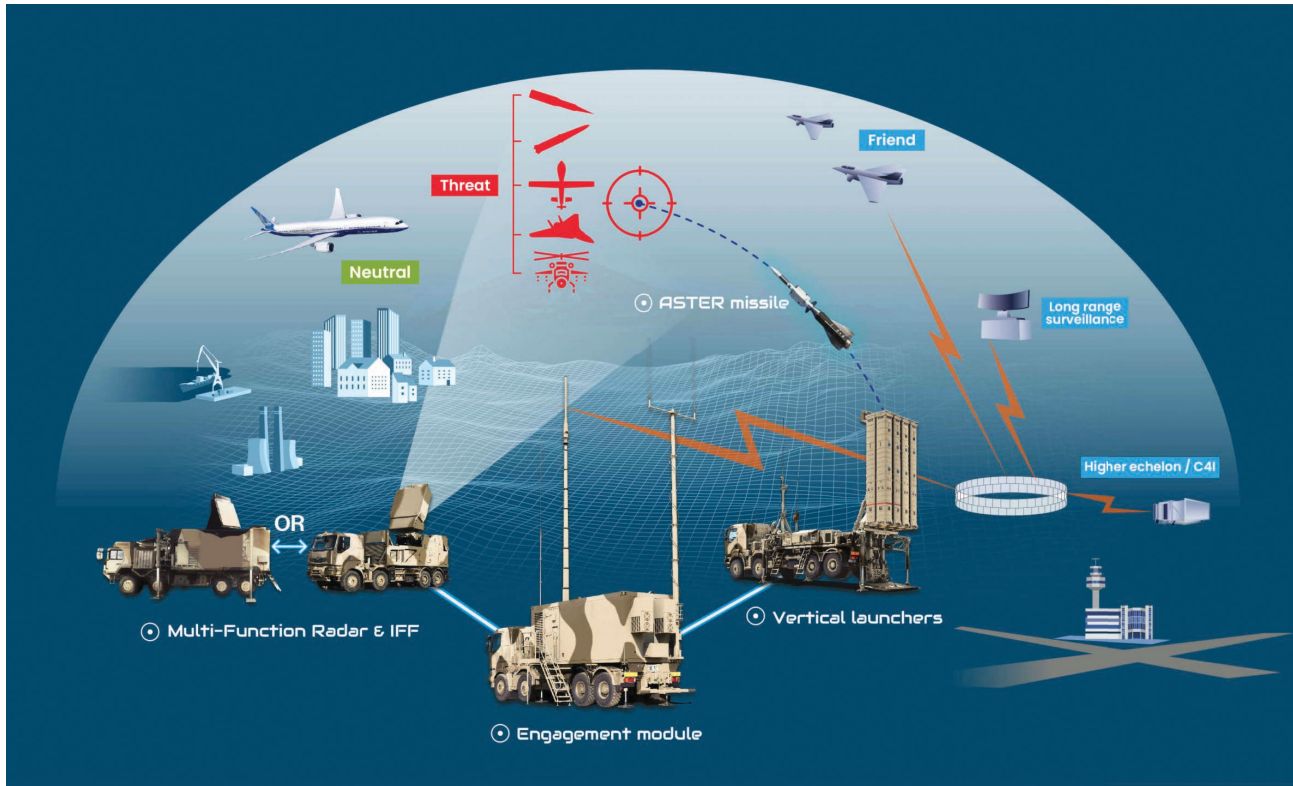 Threat
Friend
Neutral
ASTER missile
Long range
surveillance
Higher echelon / C4I
OR
Multi-Function Radar & IFF
Vertical launchers
Engagement module